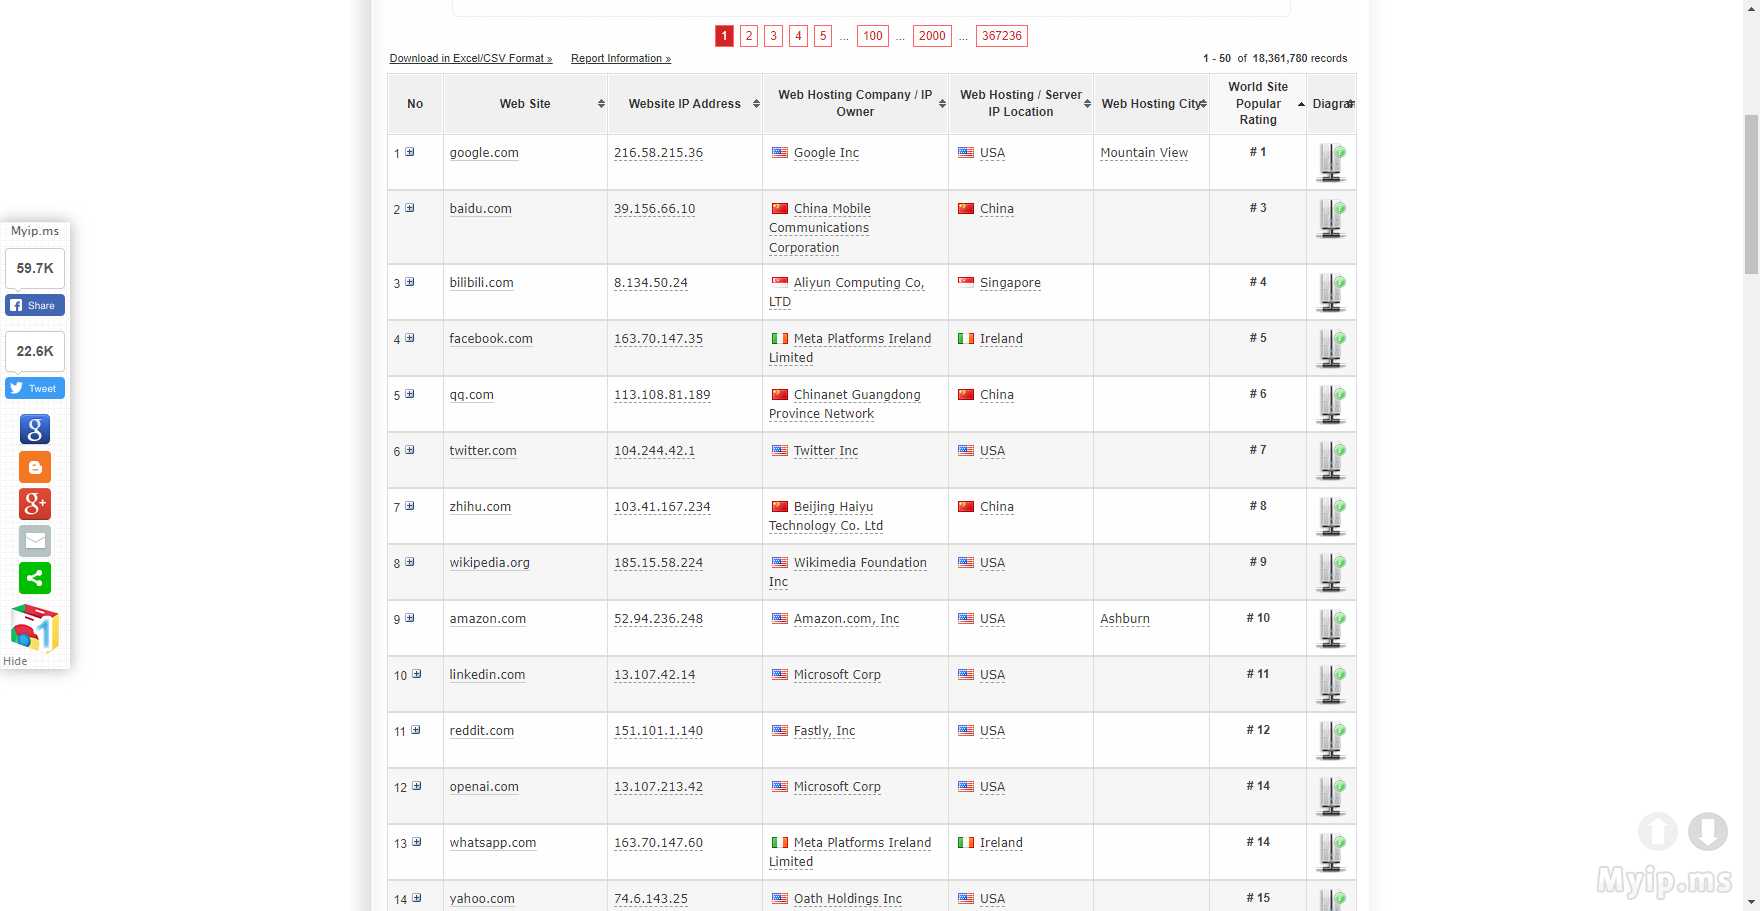 1 2 3 4 5 ... 100 ... 2000 ... 367236
Download in Excel/CSV Format » Report Information » 1 - 50 of 18,361,780 records
No Web Site Website IP Address Web Hosting Company / IP Owner Web Hosting / Server IP Location Web Hosting City World Site Popular Rating Diagram
1 google.com 216.58.215.36 Google Inc USA Mountain View # 1
2 baidu.com 39.156.66.10 China Mobile Communications Corporation China # 3
3 bilibili.com 8.134.50.24 Aliyun Computing Co, LTD Singapore # 4
4 facebook.com 163.70.147.35 Meta Platforms Ireland Limited Ireland # 5
5 qq.com 113.108.81.189 Chinanet Guangdong Province Network China # 6
6 twitter.com 104.244.42.1 Twitter Inc USA # 7
7 zhihu.com 103.41.167.234 Beijing Haiyu Technology Co. Ltd China # 8
8 wikipedia.org 185.15.58.224 Wikimedia Foundation Inc USA # 9
9 amazon.com 52.94.236.248 Amazon.com, Inc USA Ashburn # 10
10 linkedin.com 13.107.42.14 Microsoft Corp USA # 11
11 reddit.com 151.101.1.140 Fastly, Inc USA # 12
12 openai.com 13.107.213.42 Microsoft Corp USA # 14
13 whatsapp.com 163.70.147.60 Meta Platforms Ireland Limited Ireland # 14
14 yahoo.com 74.6.143.25 Oath Holdings Inc USA # 15
Myip.ms
59.7K
Share
22.6K
Tweet
g
g+
1
Hide
Myip.ms